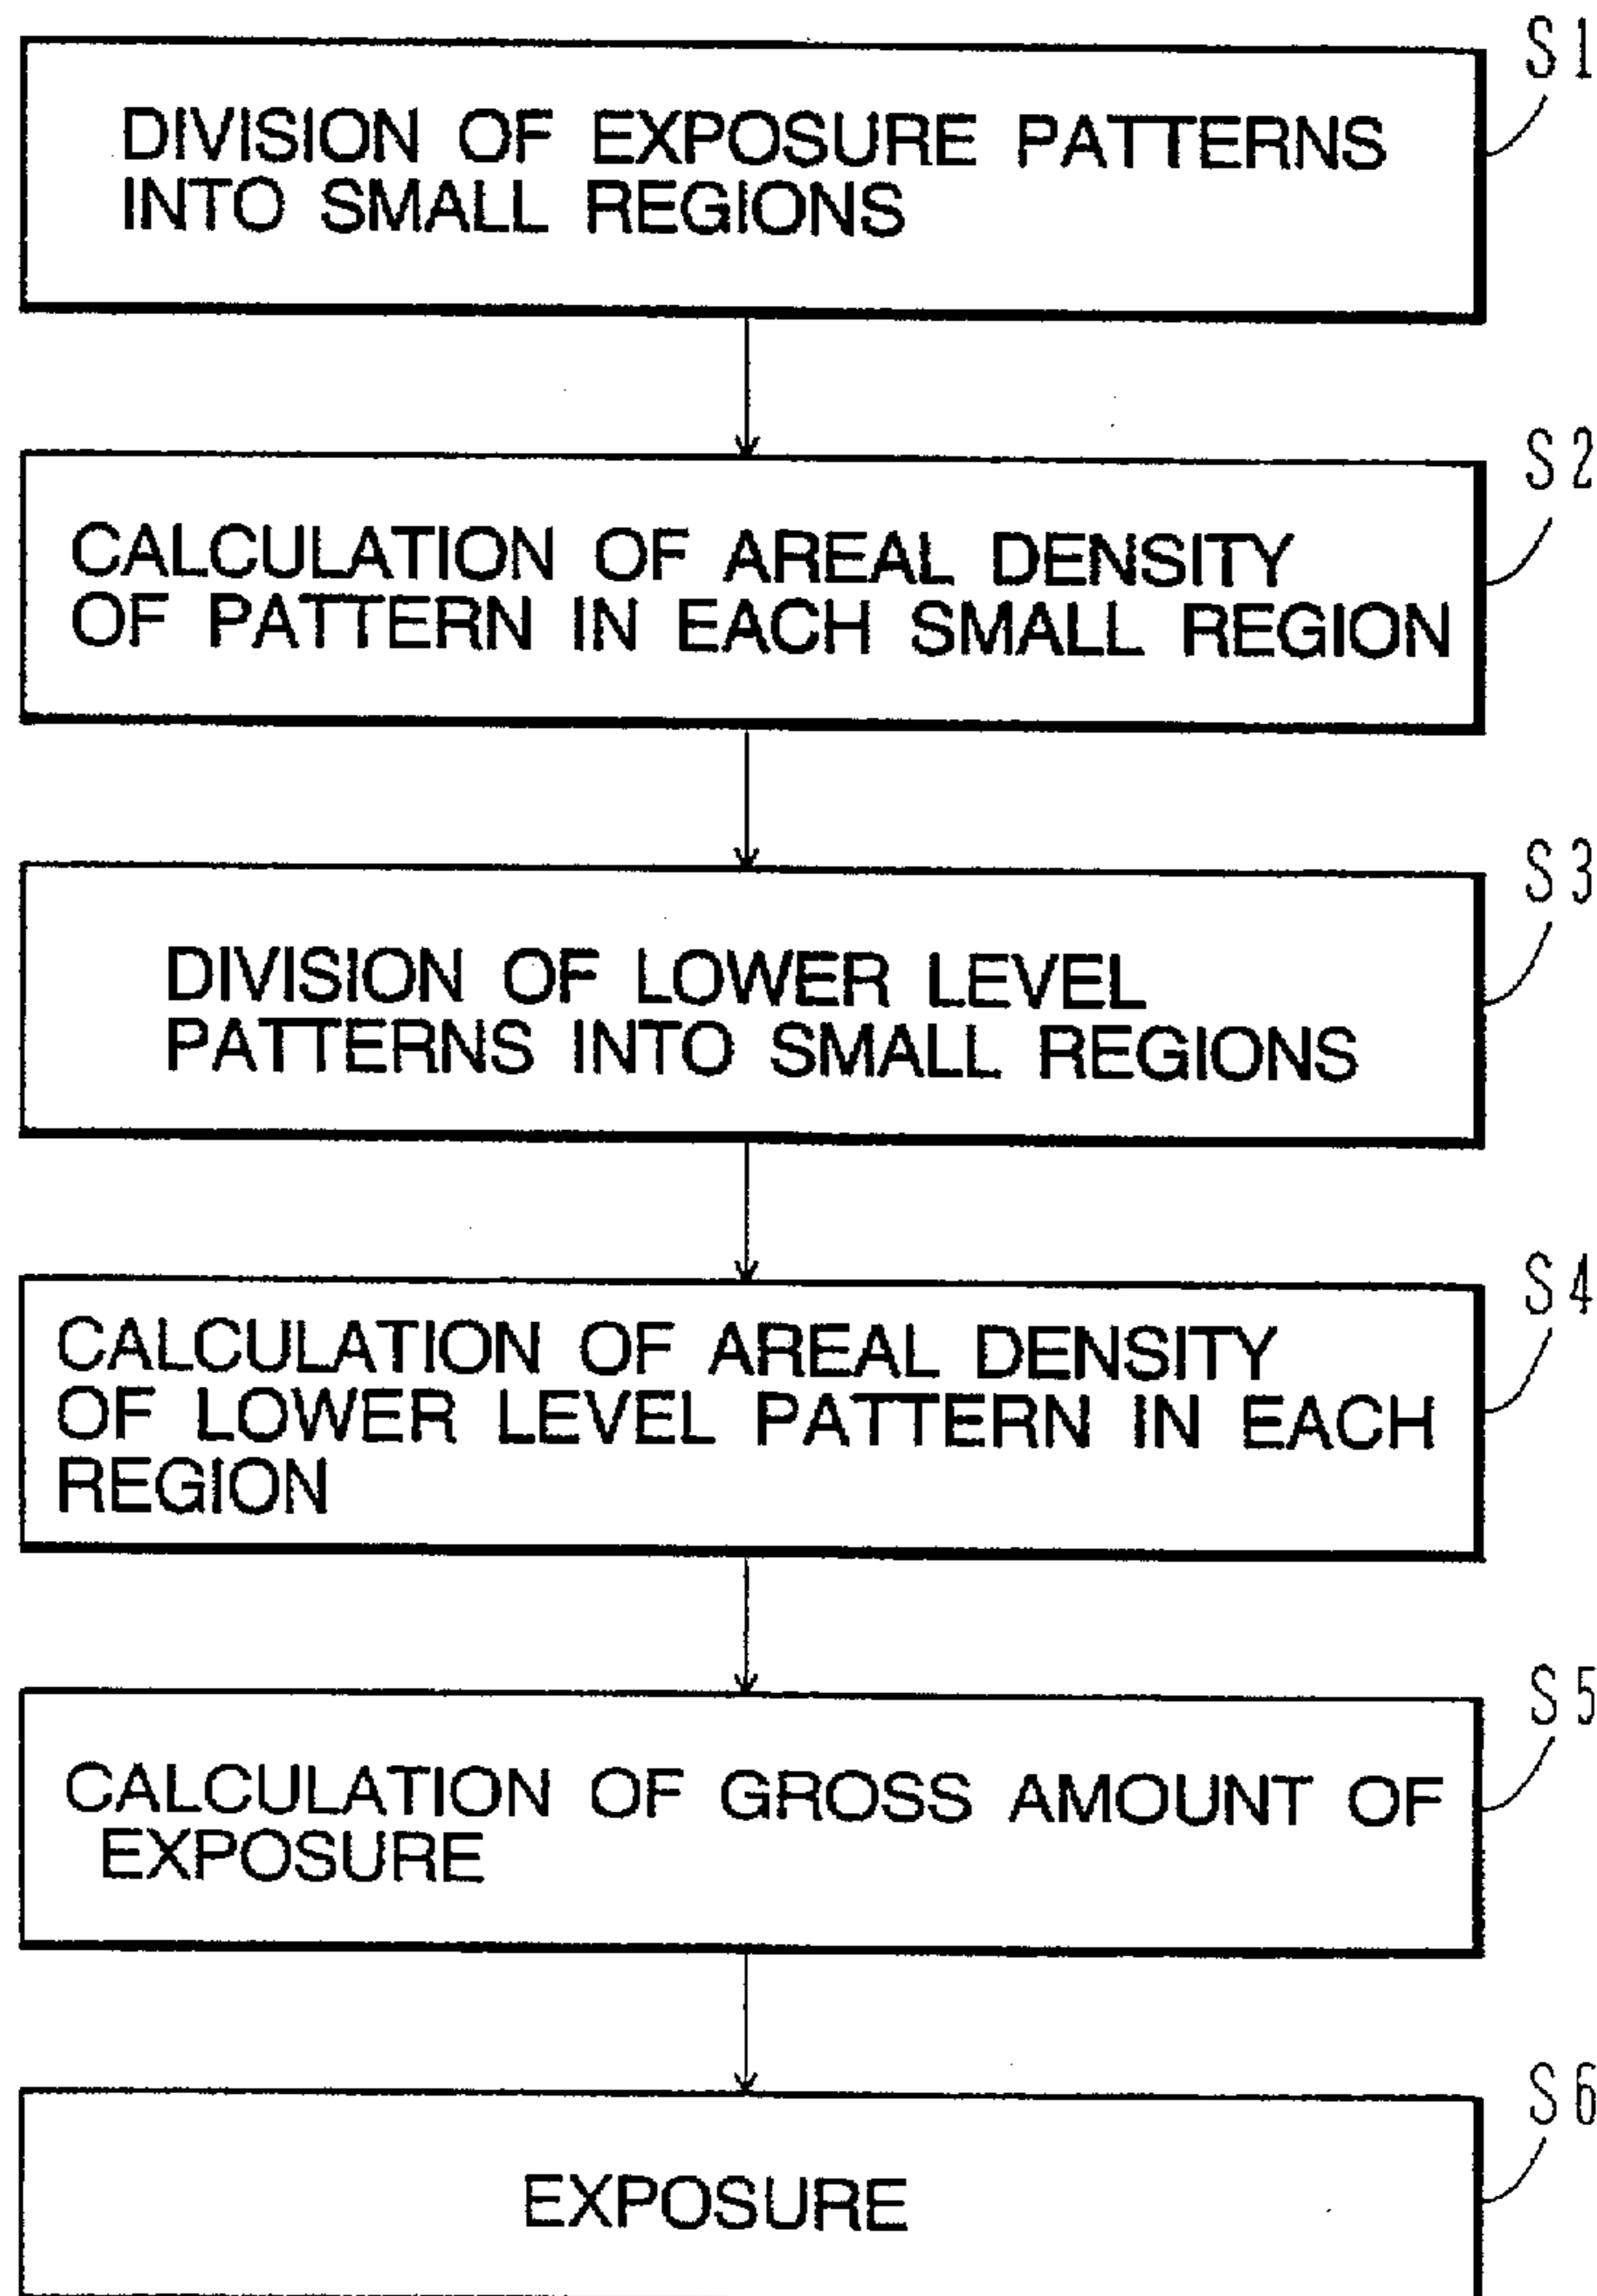 S1
DIVISION OF EXPOSURE PATTERNS
INTO SMALL REGIONS
S2
CALCULATION OF AREAL DENSITY
OF PATTERN IN EACH SMALL REGION
S3
DIVISION OF LOWER LEVEL
PATTERNS INTO SMALL REGIONS
S4
CALCULATION OF AREAL DENSITY
OF LOWER LEVEL PATTERN IN EACH
REGION
S5
CALCULATION OF GROSS AMOUNT OF
EXPOSURE
S6
EXPOSURE